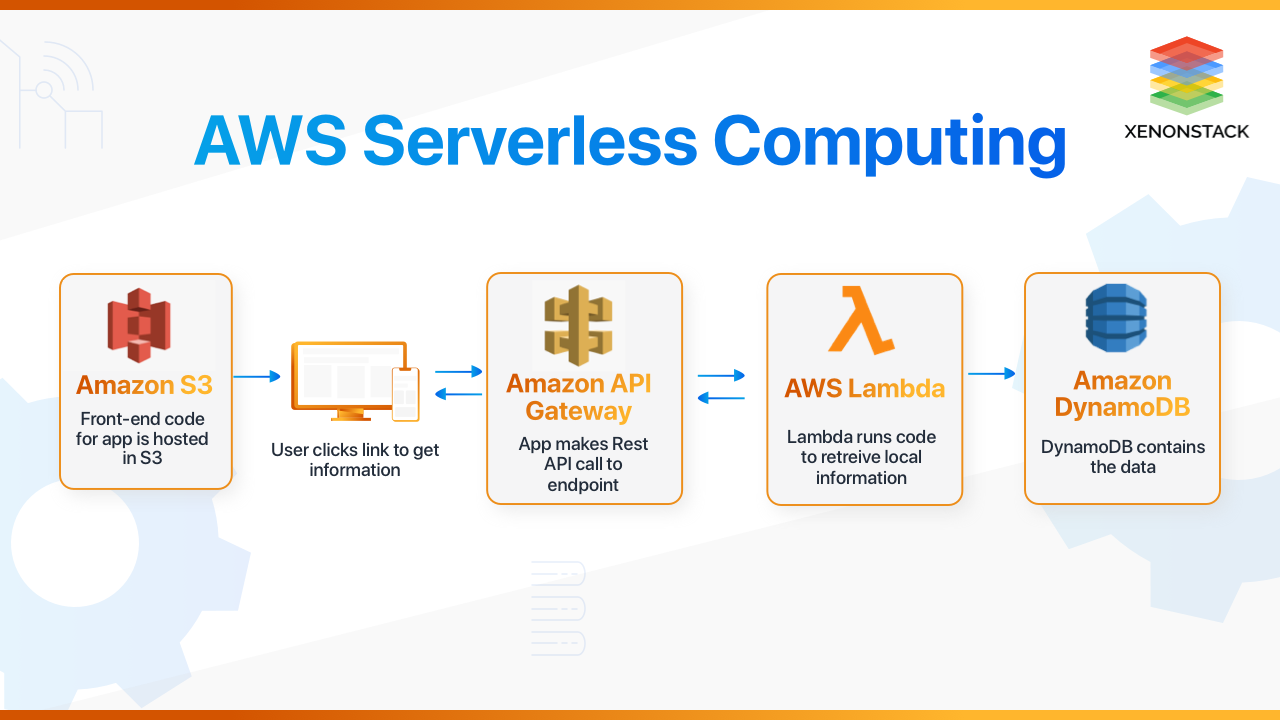 XENONSTACK
AWS Serverless Computing
Amazon S3
Front-end code
for app is hosted
in S3
User clicks link to get
information
Amazon API
Gateway
App makes Rest
API call to
endpoint
AWS Lambda
Lambda runs code
to retreive local
information
Amazon
DynamoDB
DynamoDB contains
the data